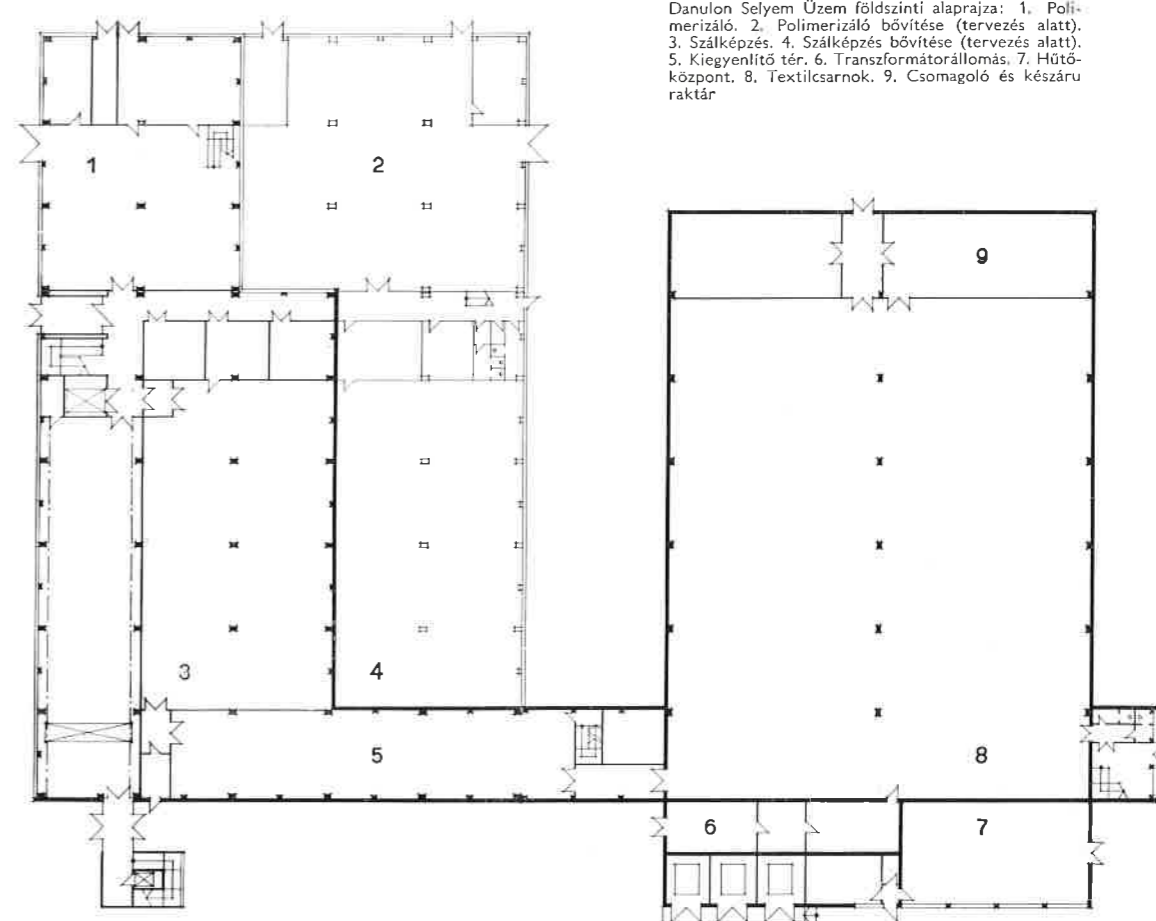 Danulon Selyem Üzem földszinti alaprajza: 1. Poli-
merizáló. 2. Polimerizáló bővítése (tervezés alatt).
3. Szálképzés. 4. Szálképzés bővítése (tervezés alatt).
5. Kiegyenlítő tér. 6. Transzformátorállomás. 7. Hűtő-
központ. 8. Textilcsarnok. 9. Csomagoló és készáru
raktár
1
2
9
3
4
5
8
6
7